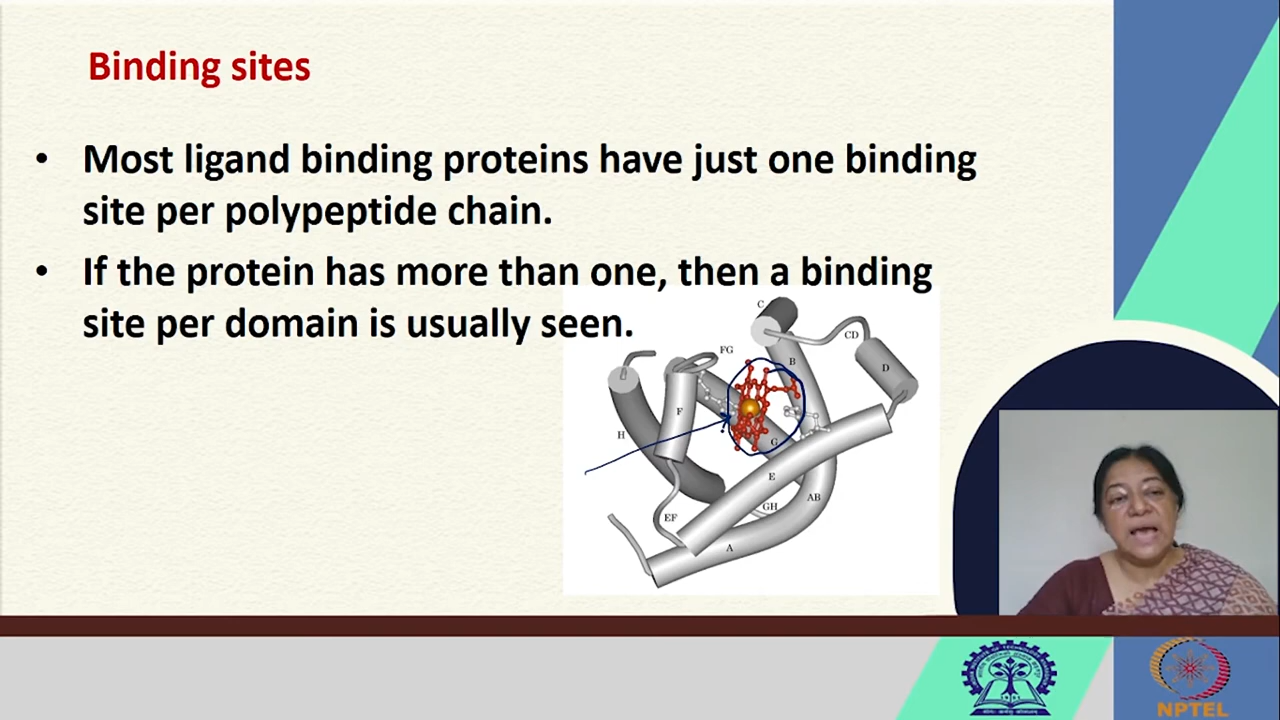 Binding sites
• Most ligand binding proteins have just one binding
site per polypeptide chain.
• If the protein has more than one, then a binding
site per domain is usually seen.
C
CD
FG
B
D
F
H
G
E
AB
GH
EF
A
NPTEL